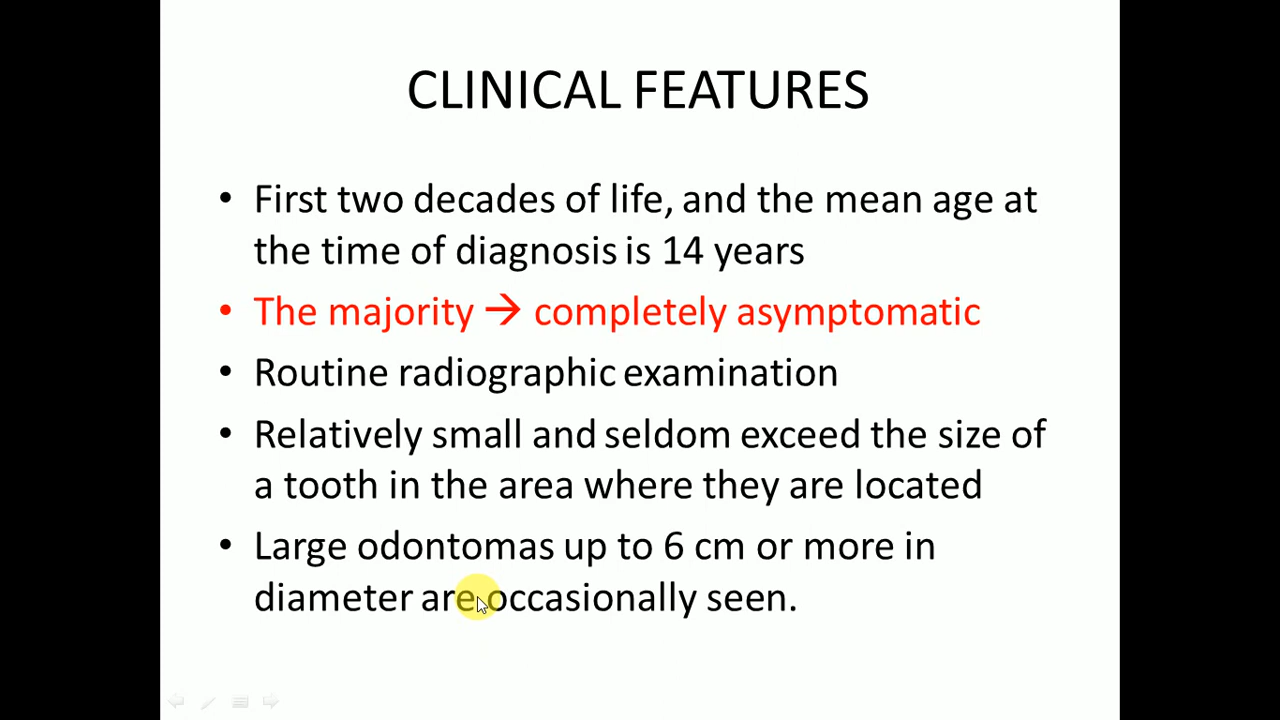 CLINICAL FEATURES
• First two decades of life, and the mean age at
the time of diagnosis is 14 years
• The majority → completely asymptomatic
• Routine radiographic examination
• Relatively small and seldom exceed the size of
a tooth in the area where they are located
• Large odontomas up to 6 cm or more in
diameter are occasionally seen.